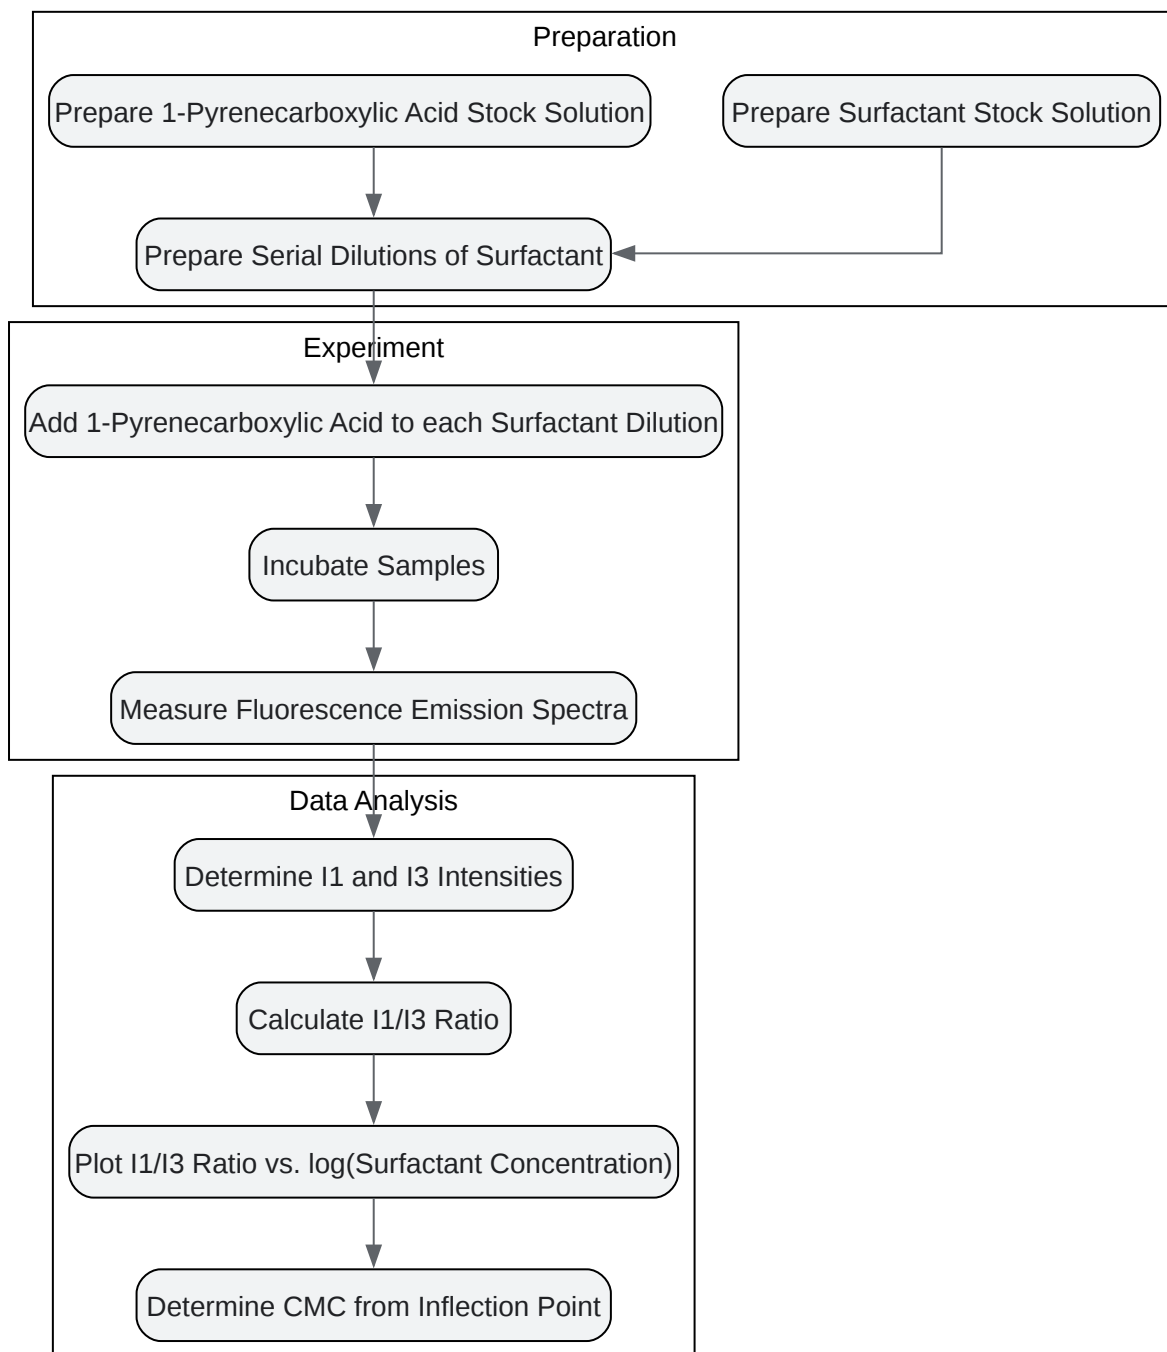 Preparation
Prepare 1-Pyrenecarboxylic Acid Stock Solution
Prepare Surfactant Stock Solution
Prepare Serial Dilutions of Surfactant
Experiment
Add 1-Pyrenecarboxylic Acid to each Surfactant Dilution
Incubate Samples
Measure Fluorescence Emission Spectra
Data Analysis
Determine I1 and I3 Intensities
Calculate I1/I3 Ratio
Plot I1/I3 Ratio vs. log(Surfactant Concentration)
Determine CMC from Inflection Point